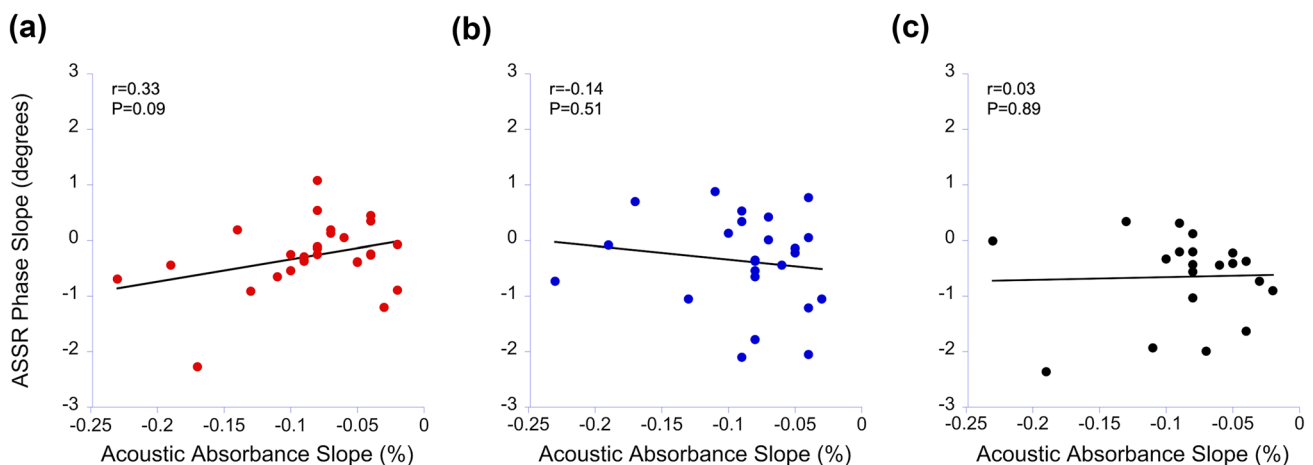 (a)
ASSR Phase Slope (degrees)
3
2
1
0
-1
-2
-3
r=0.33
P=0.09
-0.25 -0.2 -0.15 -0.1 -0.05 0
Acoustic Absorbance Slope (%)
(b)
3
2
1
0
-1
-2
-3
r=-0.14
P=0.51
-0.25 -0.2 -0.15 -0.1 -0.05 0
Acoustic Absorbance Slope (%)
(c)
3
2
1
0
-1
-2
-3
r=0.03
P=0.89
-0.25 -0.2 -0.15 -0.1 -0.05 0
Acoustic Absorbance Slope (%)